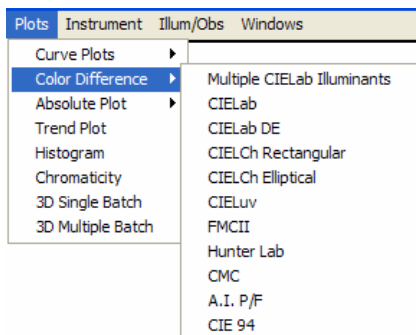 Plots Instrument Illum/Obs Windows
Curve Plots
Color Difference
Absolute Plot
Trend Plot
Histogram
Chromaticity
3D Single Batch
3D Multiple Batch
Multiple CIELab Illuminants
CIELab
CIELab DE
CIELCh Rectangular
CIELCh Elliptical
CIELuv
FMCII
Hunter Lab
CMC
A.I. P/F
CIE 94